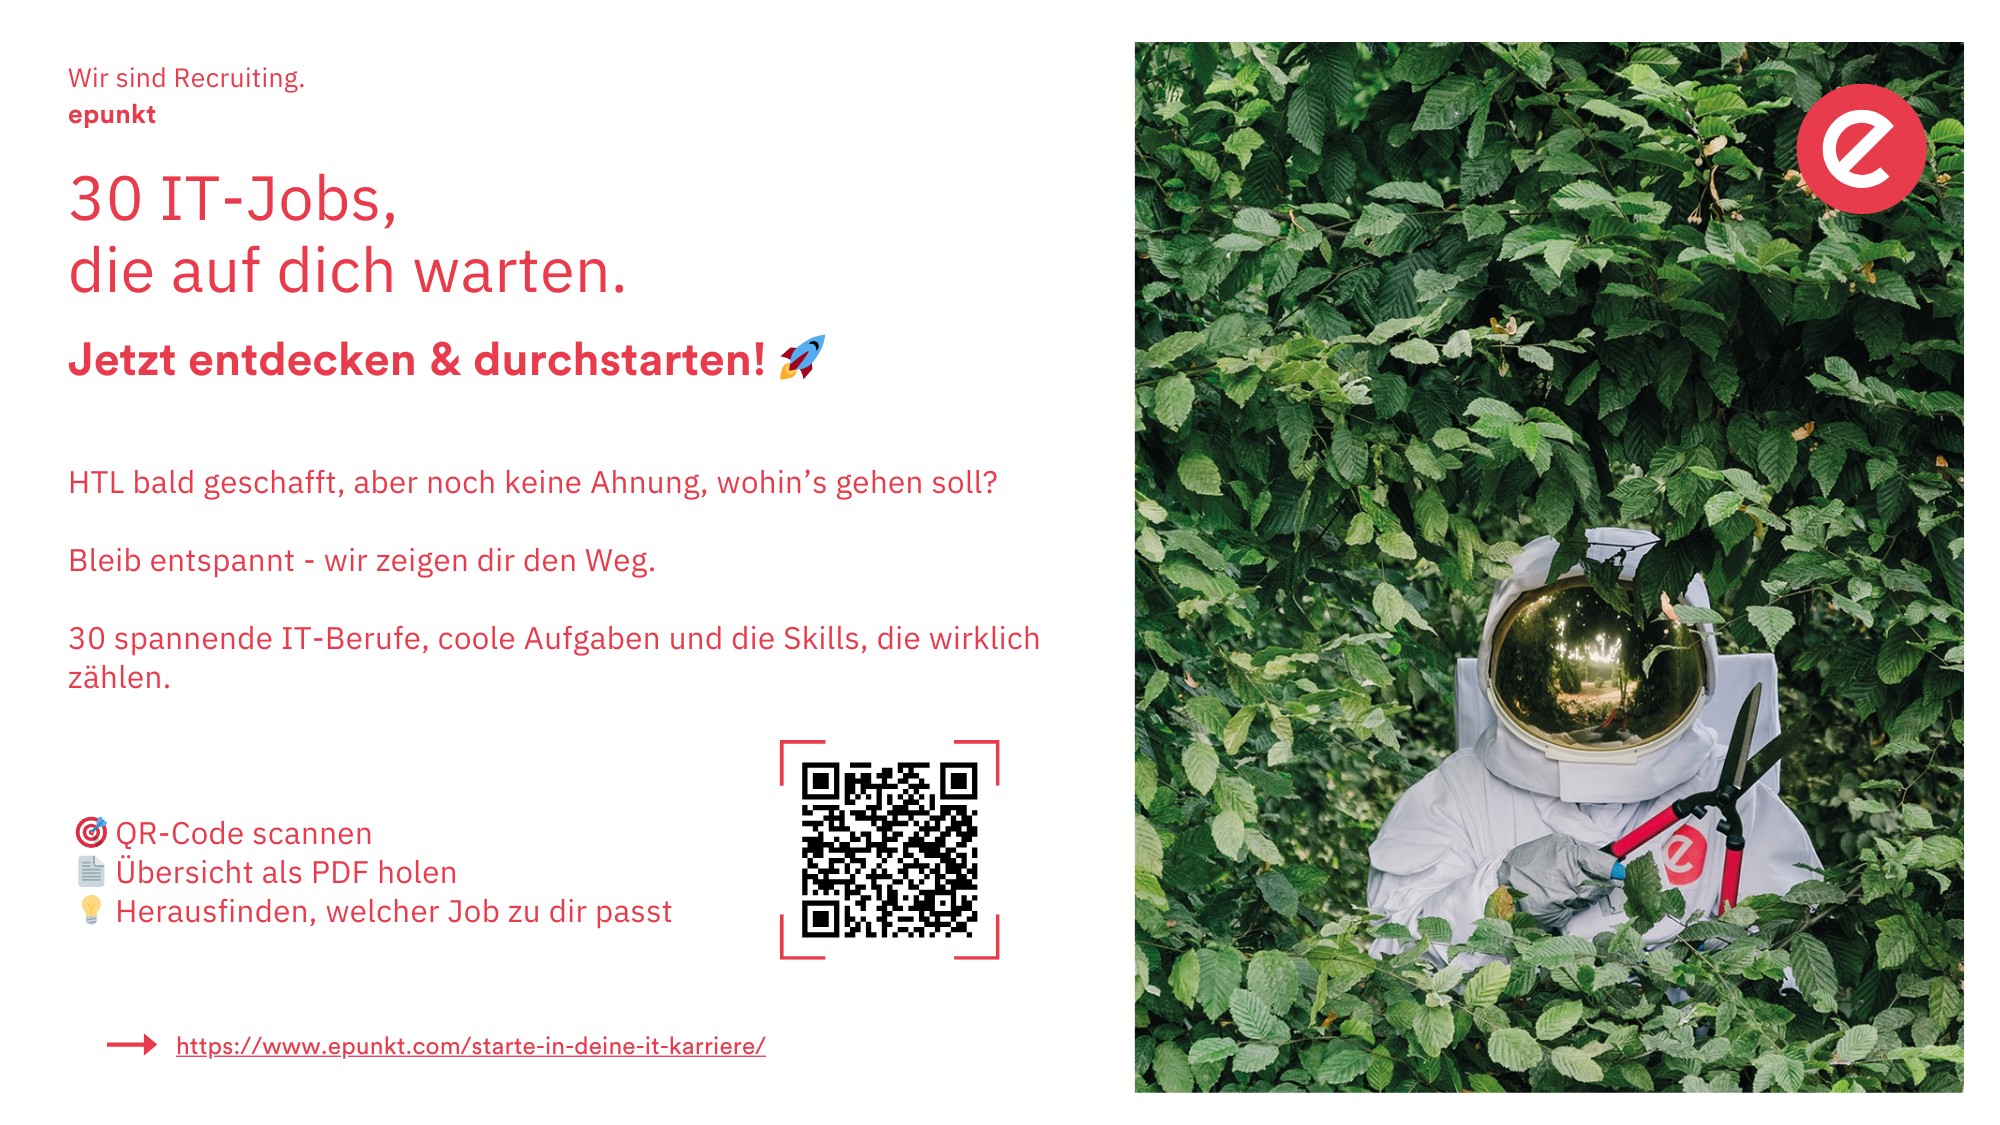 Wir sind Recruiting.
epunkt
30 IT-Jobs,
die auf dich warten.
Jetzt entdecken & durchstarten! 🚀
HTL bald geschafft, aber noch keine Ahnung, wohin’s gehen soll?
Bleib entspannt - wir zeigen dir den Weg.
30 spannende IT-Berufe, coole Aufgaben und die Skills, die wirklich
zählen.
🎯 QR-Code scannen
📄 Übersicht als PDF holen
💡 Herausfinden, welcher Job zu dir passt
https://www.epunkt.com/starte-in-deine-it-karriere/
e
e